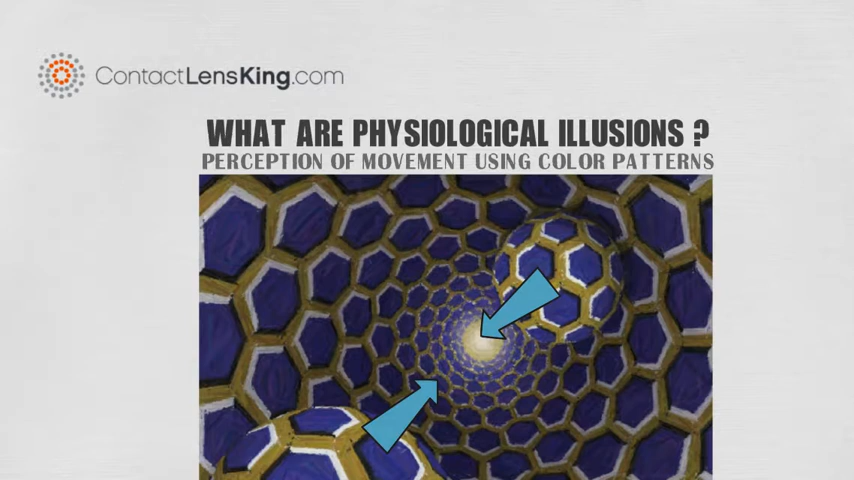 ContactLensKing.com
WHAT ARE PHYSIOLOGICAL ILLUSIONS ?
PERCEPTION OF MOVEMENT USING COLOR PATTERNS